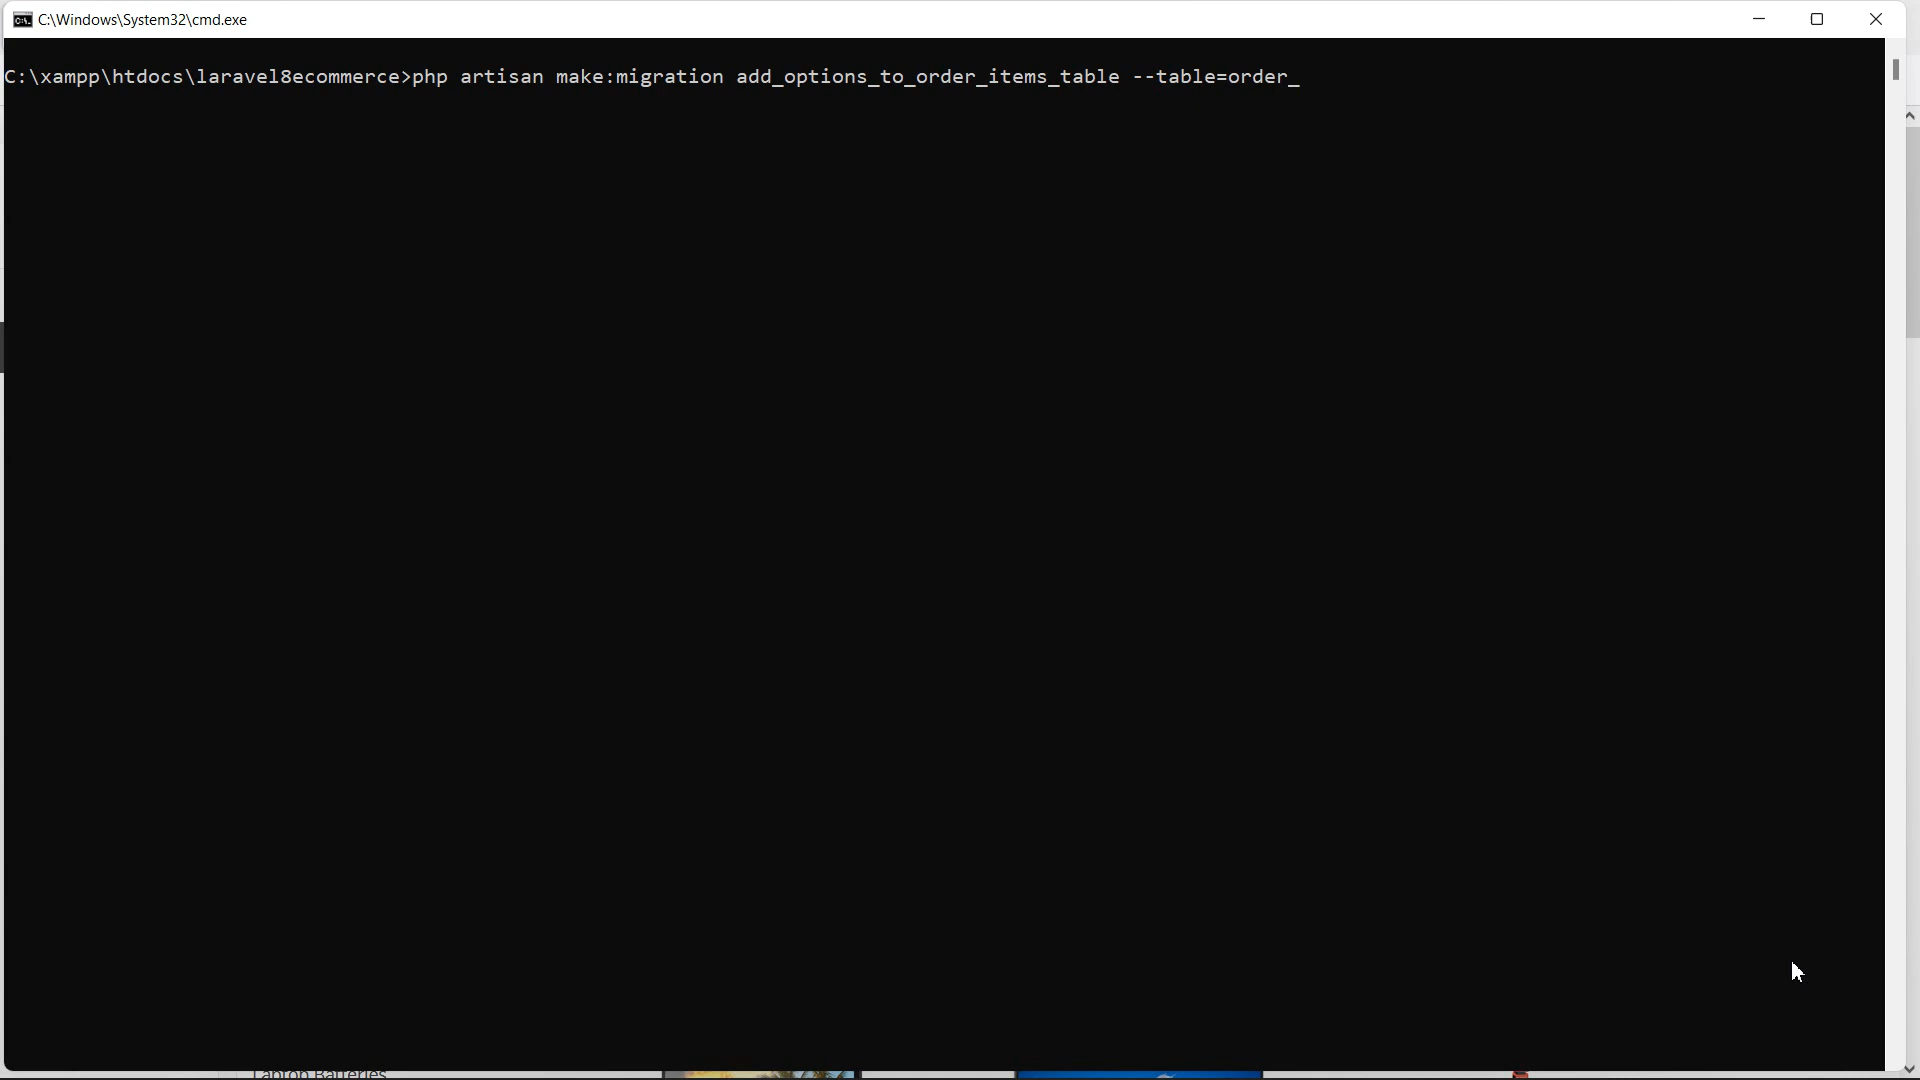 C:\Windows\System32\cmd.exe
C:\xampp\htdocs\laravel8ecommerce>php artisan make:migration add_options_to_order_items_table --table=order_
Laptop Batteries